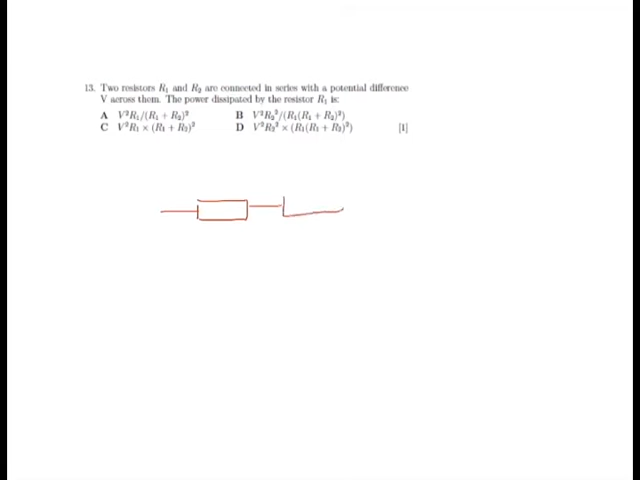 13. Two resistors R₁ and R₂ are connected in series with a potential difference
V across them. The power dissipated by the resistor R₁ is:
A V²R₁/(R₁ + R₂)² B V²R₂²/(R₁(R₁ + R₂)²)
C V²R₁ × (R₁ + R₂)² D V²R₂² × (R₁(R₁ + R₂)²) [1]